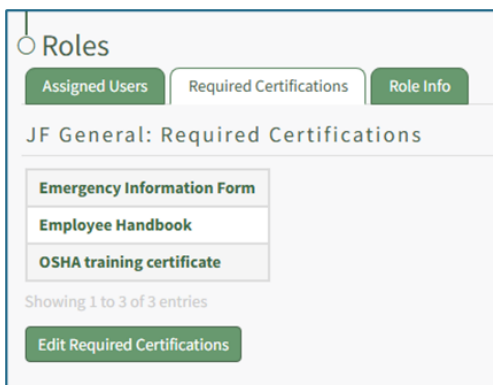 Roles
Assigned Users Required Certifications Role Info
JF General: Required Certifications
Emergency Information Form
Employee Handbook
OSHA training certificate
Showing 1 to 3 of 3 entries
Edit Required Certifications